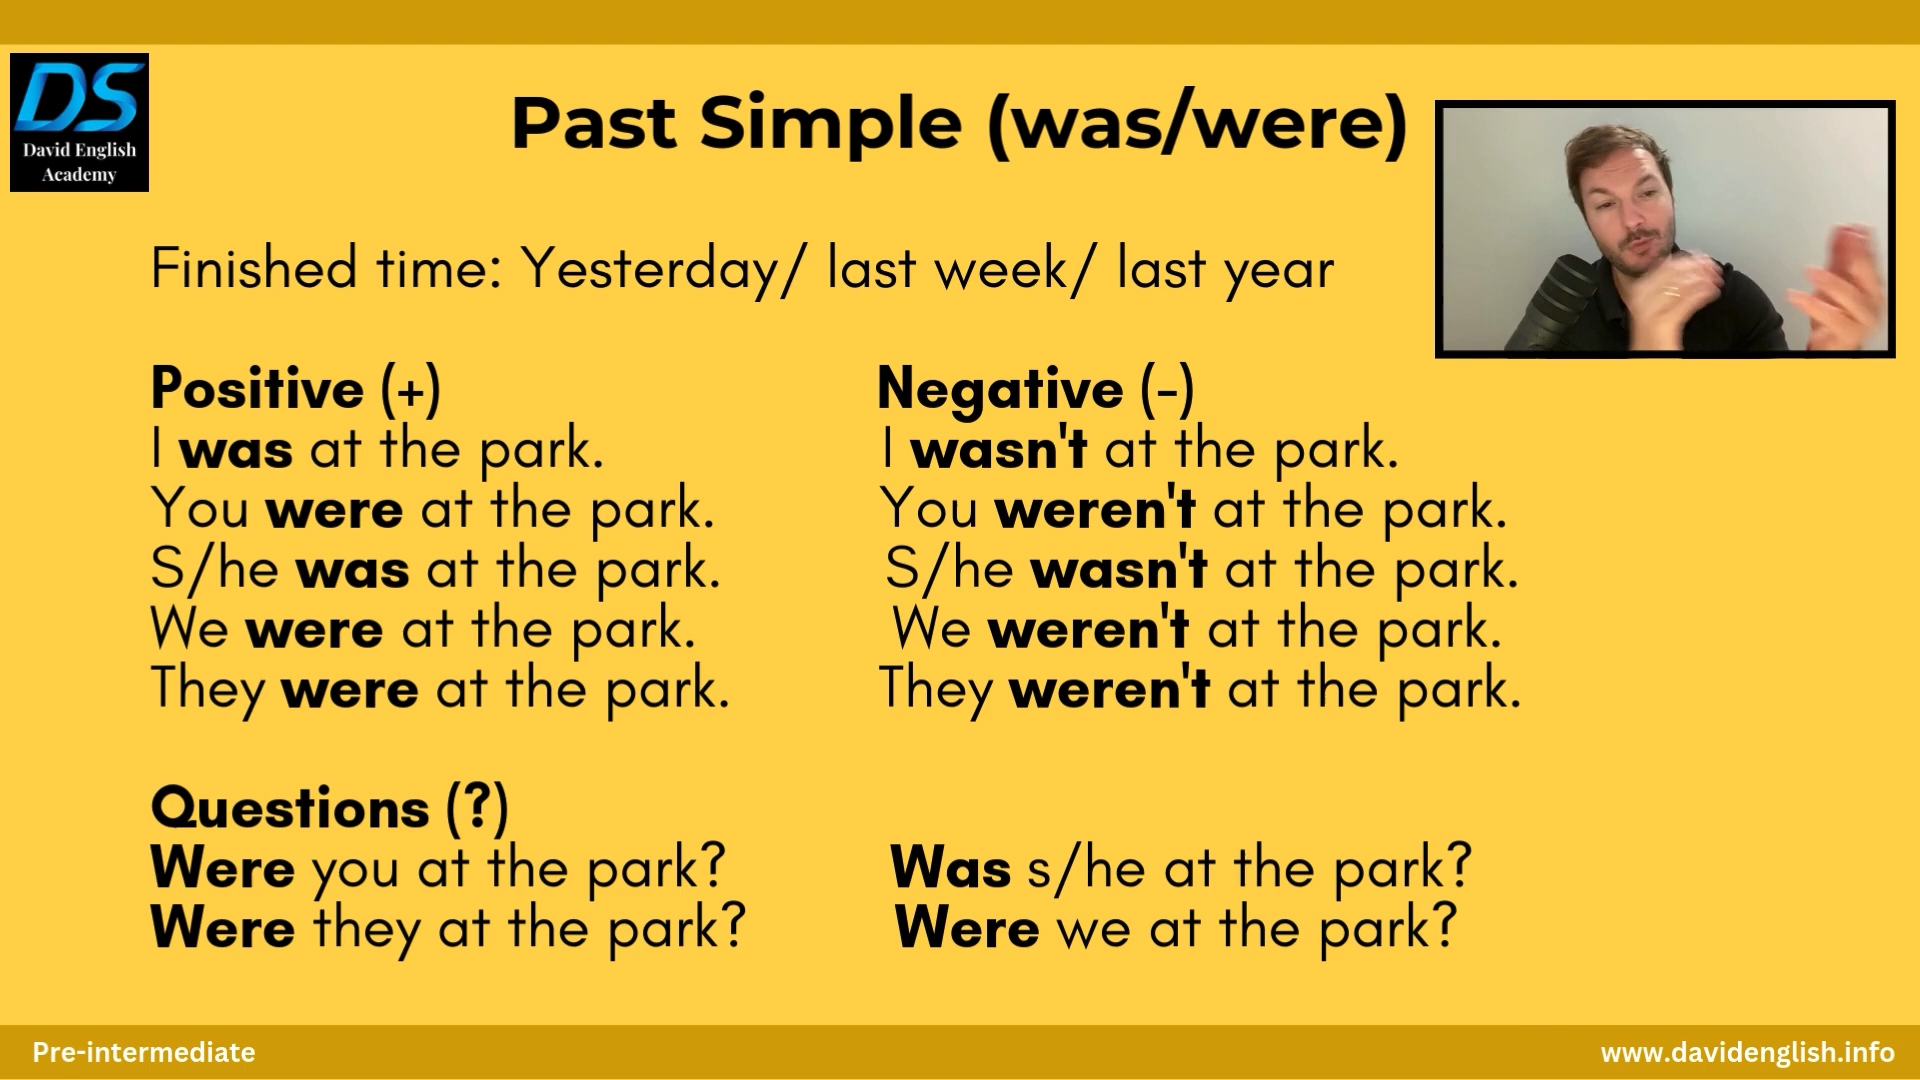 DS
David English
Academy
Past Simple (was/were)
Finished time: Yesterday/ last week/ last year
Positive (+)
I was at the park.
You were at the park.
S/he was at the park.
We were at the park.
They were at the park.
Negative (-)
I wasn't at the park.
You weren't at the park.
S/he wasn't at the park.
We weren't at the park.
They weren't at the park.
Questions (?)
Were you at the park?
Were they at the park?
Was s/he at the park?
Were we at the park?
Pre-intermediate
www.davidenglish.info